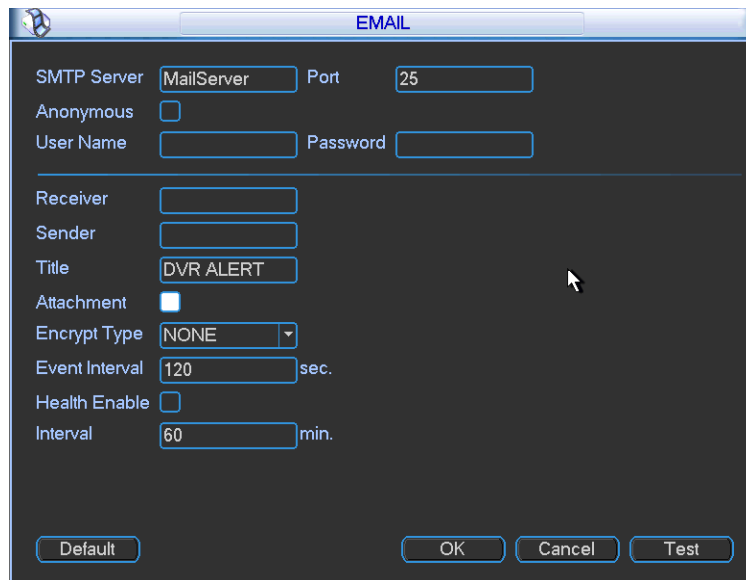 EMAIL
SMTP Server MailServer Port 25
Anonymous
User Name Password
Receiver
Sender
Title DVR ALERT
Attachment
Encrypt Type NONE
Event Interval 120 sec.
Health Enable
Interval 60 min.
Default OK Cancel Test